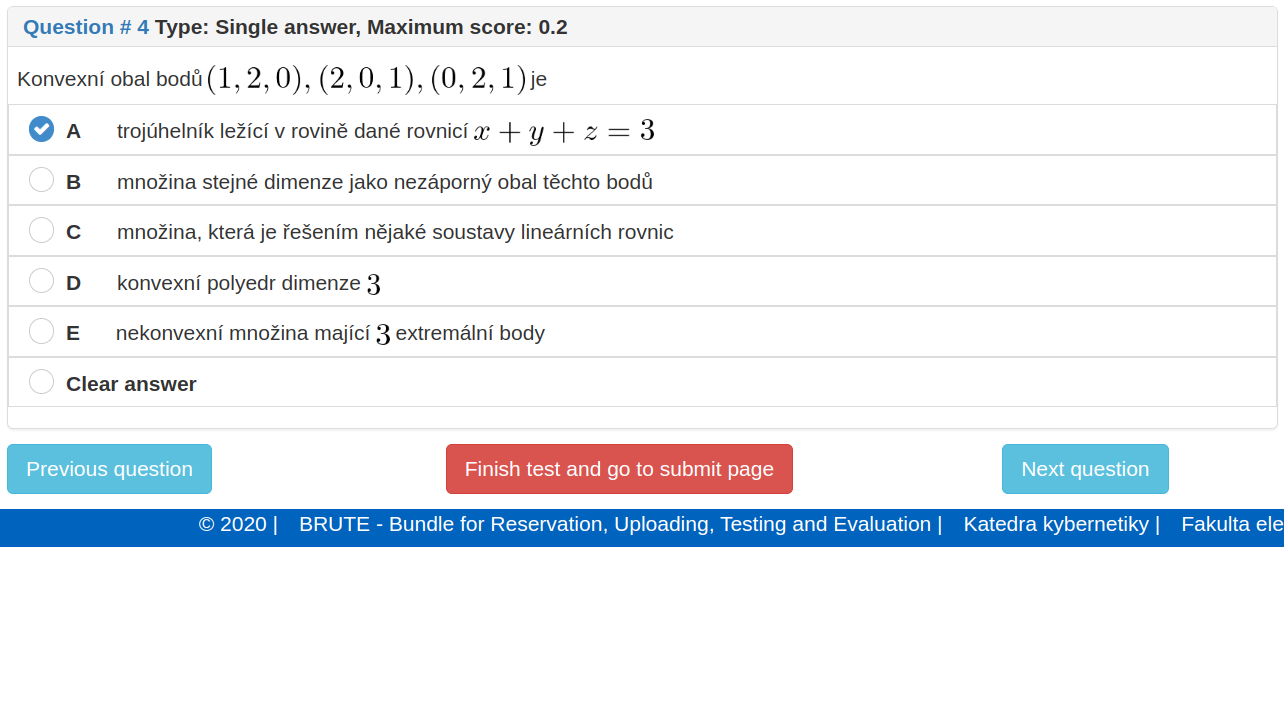 Question # 4 Type: Single answer, Maximum score: 0.2
Konvexní obal bodů (1, 2, 0), (2, 0, 1), (0, 2, 1) je
A trojúhelník ležící v rovině dané rovnicí x + y + z = 3
B množina stejné dimenze jako nezáporný obal těchto bodů
C množina, která je řešením nějaké soustavy lineárních rovnic
D konvexní polyedr dimenze 3
E nekonvexní množina mající 3 extremální body
Clear answer
Previous question Finish test and go to submit page Next question
© 2020 | BRUTE - Bundle for Reservation, Uploading, Testing and Evaluation | Katedra kybernetiky | Fakulta ele